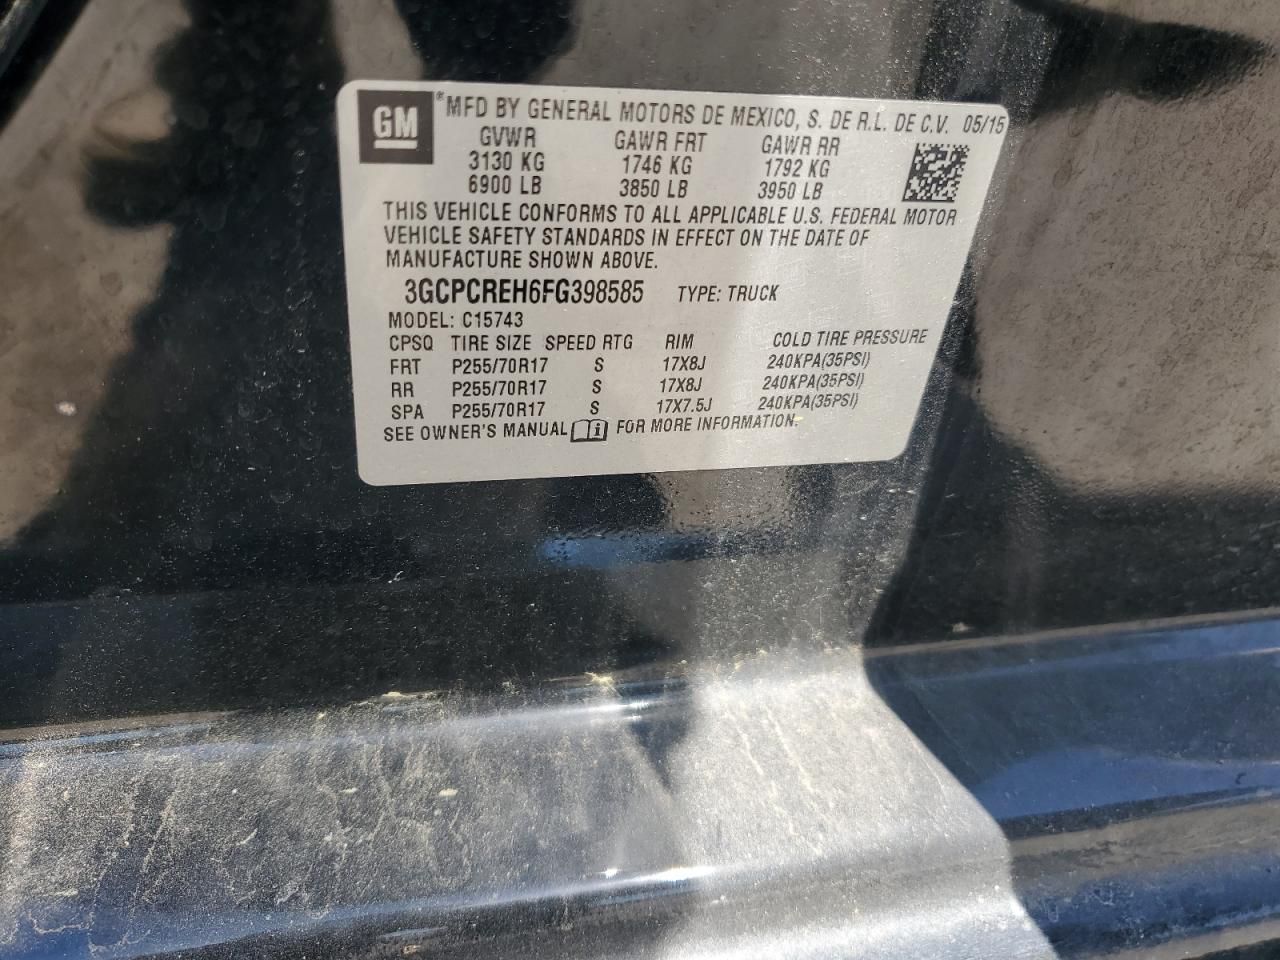 GM
*MFD BY GENERAL MOTORS DE MEXICO, S. DE R.L. DE C.V. 05/15
GVWR GAWR FRT GAWR RR
3130 KG 1746 KG 1792 KG
6900 LB 3850 LB 3950 LB
THIS VEHICLE CONFORMS TO ALL APPLICABLE U.S. FEDERAL MOTOR
VEHICLE SAFETY STANDARDS IN EFFECT ON THE DATE OF
MANUFACTURE SHOWN ABOVE.
3GCPCREH6FG398585 TYPE: TRUCK
MODEL: C15743
CPSQ TIRE SIZE SPEED RTG RIM COLD TIRE PRESSURE
FRT P255/70R17 S 17X8J 240KPA(35PSI)
RR P255/70R17 S 17X8J 240KPA(35PSI)
SPA P255/70R17 S 17X7.5J 240KPA(35PSI)
SEE OWNER'S MANUAL i FOR MORE INFORMATION.